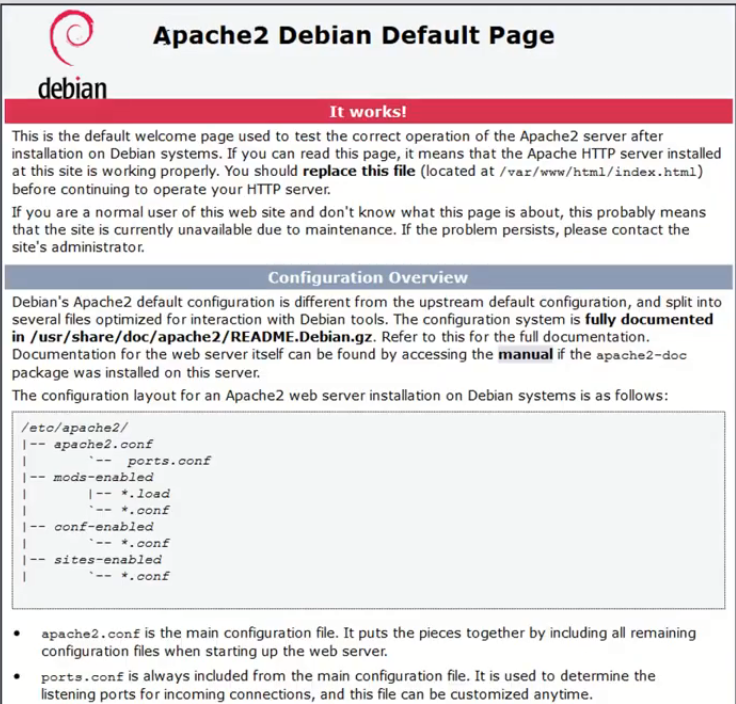 Apache2 Debian Default Page
debian
It works!
This is the default welcome page used to test the correct operation of the Apache2 server after
installation on Debian systems. If you can read this page, it means that the Apache HTTP server installed
at this site is working properly. You should replace this file (located at /var/www/html/index.html)
before continuing to operate your HTTP server.
If you are a normal user of this web site and don't know what this page is about, this probably means
that the site is currently unavailable due to maintenance. If the problem persists, please contact the
site's administrator.
Configuration Overview
Debian's Apache2 default configuration is different from the upstream default configuration, and split into
several files optimized for interaction with Debian tools. The configuration system is fully documented
in /usr/share/doc/apache2/README.Debian.gz. Refer to this for the full documentation.
Documentation for the web server itself can be found by accessing the manual if the apache2-doc
package was installed on this server.
The configuration layout for an Apache2 web server installation on Debian systems is as follows:
/etc/apache2/
|-- apache2.conf
|       `--  ports.conf
|-- mods-enabled
|       |-- *.load
|       `-- *.conf
|-- conf-enabled
|       `-- *.conf
|-- sites-enabled
|       `-- *.conf
• apache2.conf is the main configuration file. It puts the pieces together by including all remaining
configuration files when starting up the web server.
• ports.conf is always included from the main configuration file. It is used to determine the
listening ports for incoming connections, and this file can be customized anytime.